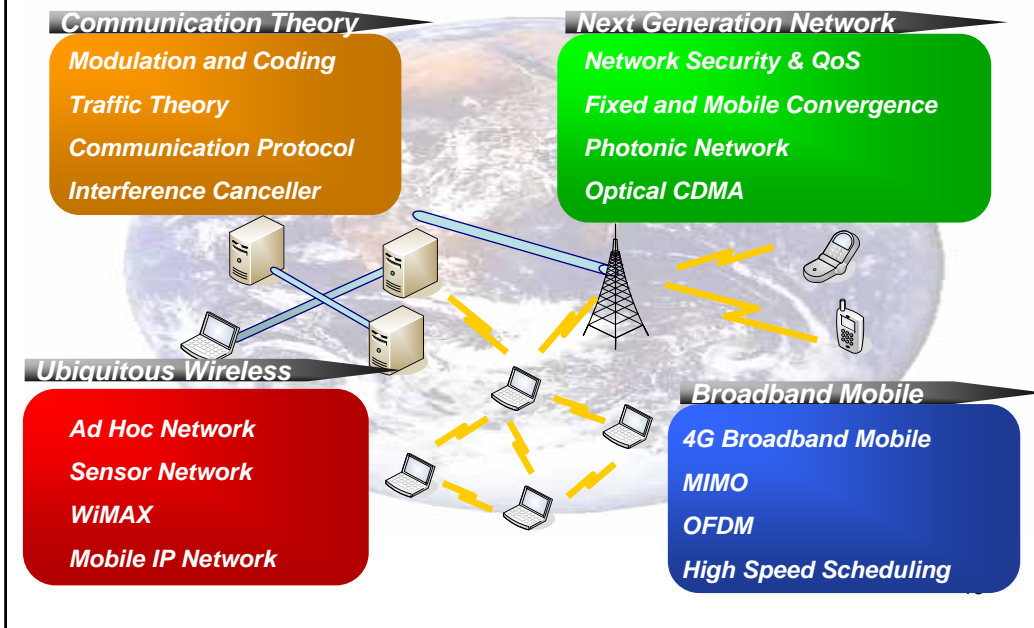 Communication Theory
Modulation and Coding
Traffic Theory
Communication Protocol
Interference Canceller
Next Generation Network
Network Security & QoS
Fixed and Mobile Convergence
Photonic Network
Optical CDMA
Ubiquitous Wireless
Ad Hoc Network
Sensor Network
WiMAX
Mobile IP Network
Broadband Mobile
4G Broadband Mobile
MIMO
OFDM
High Speed Scheduling